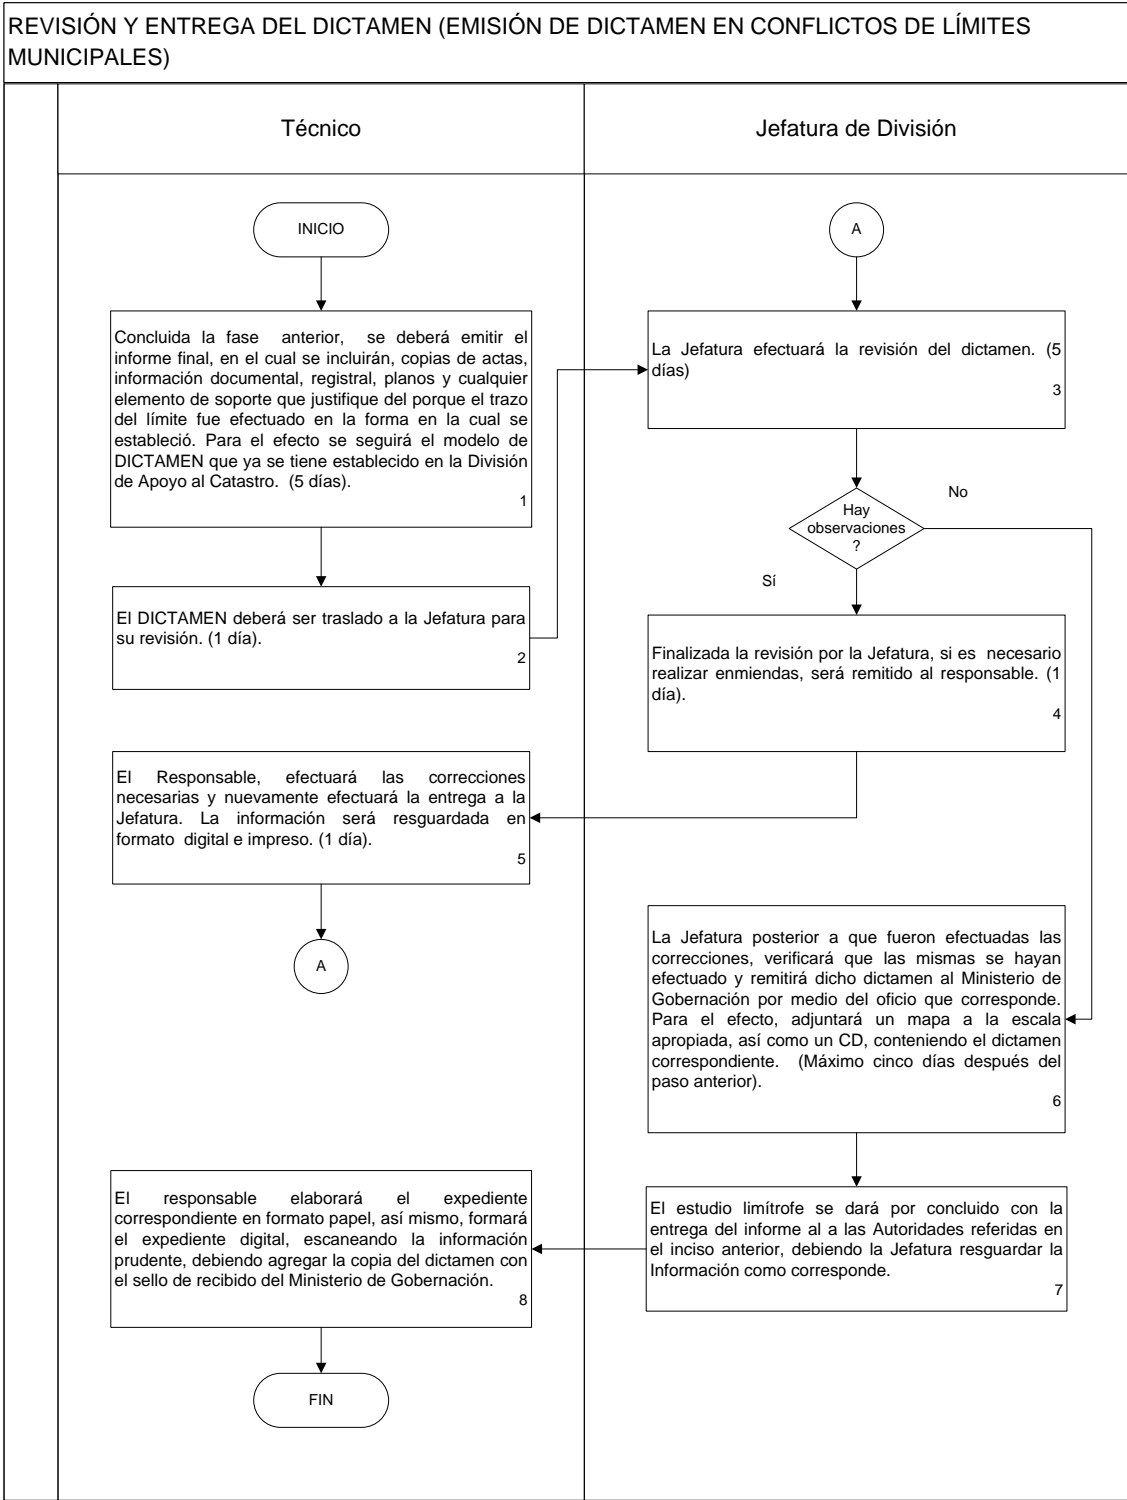 REVISIÓN Y ENTREGA DEL DICTAMEN (EMISIÓN DE DICTAMEN EN CONFLICTOS DE LÍMITES
MUNICIPALES)
Técnico
Jefatura de División
INICIO
Concluida la fase anterior, se deberá emitir el
informe final, en el cual se incluirán, copias de actas,
información documental, registral, planos y cualquier
elemento de soporte que justifique del porque el trazo
del límite fue efectuado en la forma en la cual se
estableció. Para el efecto se seguirá el modelo de
DICTAMEN que ya se tiene establecido en la División
de Apoyo al Catastro. (5 días).
1
El DICTAMEN deberá ser traslado a la Jefatura para
su revisión. (1 día).
2
A
La Jefatura efectuará la revisión del dictamen. (5
días)
3
Hay
observaciones
?
No
Sí
Finalizada la revisión por la Jefatura, si es necesario
realizar enmiendas, será remitido al responsable. (1
día).
4
El Responsable, efectuará las correcciones
necesarias y nuevamente efectuará la entrega a la
Jefatura. La información será resguardada en
formato digital e impreso. (1 día).
5
A
La Jefatura posterior a que fueron efectuadas las
correcciones, verificará que las mismas se hayan
efectuado y remitirá dicho dictamen al Ministerio de
Gobernación por medio del oficio que corresponde.
Para el efecto, adjuntará un mapa a la escala
apropiada, así como un CD, conteniendo el dictamen
correspondiente. (Máximo cinco días después del
paso anterior).
6
El estudio limítrofe se dará por concluido con la
entrega del informe al a las Autoridades referidas en
el inciso anterior, debiendo la Jefatura resguardar la
Información como corresponde.
7
El responsable elaborará el expediente
correspondiente en formato papel, así mismo, formará
el expediente digital, escaneando la información
prudente, debiendo agregar la copia del dictamen con
el sello de recibido del Ministerio de Gobernación.
8
FIN